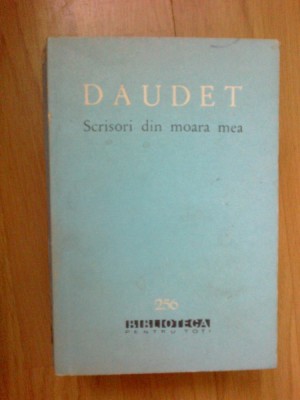 DAUDET
Scrisori din moara mea
256
BIBLIOTECA
PENTRU TOȚI